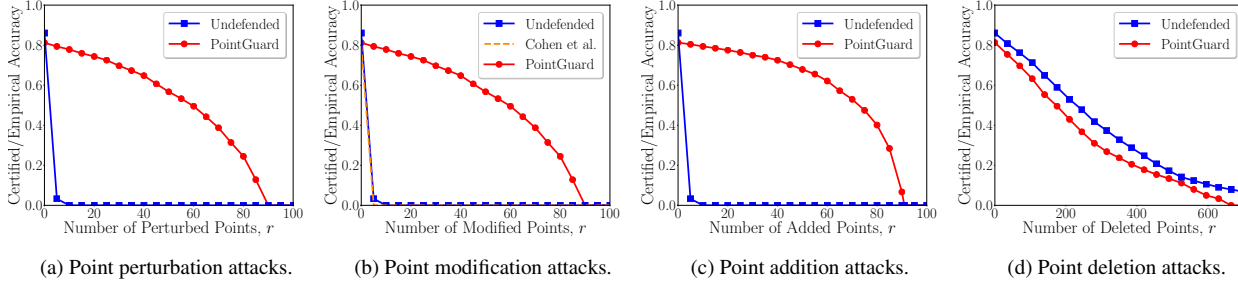 Certified/Empirical Accuracy
1.0
0.8
0.6
0.4
0.2
0.0
Undefended
PointGuard
0 20 40 60 80 100
Number of Perturbed Points, r
(a) Point perturbation attacks.
Certified/Empirical Accuracy
1.0
0.8
0.6
0.4
0.2
0.0
Undefended
Cohen et al.
PointGuard
0 20 40 60 80 100
Number of Modified Points, r
(b) Point modification attacks.
Certified/Empirical Accuracy
1.0
0.8
0.6
0.4
0.2
0.0
Undefended
PointGuard
0 20 40 60 80 100
Number of Added Points, r
(c) Point addition attacks.
Certified/Empirical Accuracy
1.0
0.8
0.6
0.4
0.2
0.0
Undefended
PointGuard
0 200 400 600
Number of Deleted Points, r
(d) Point deletion attacks.